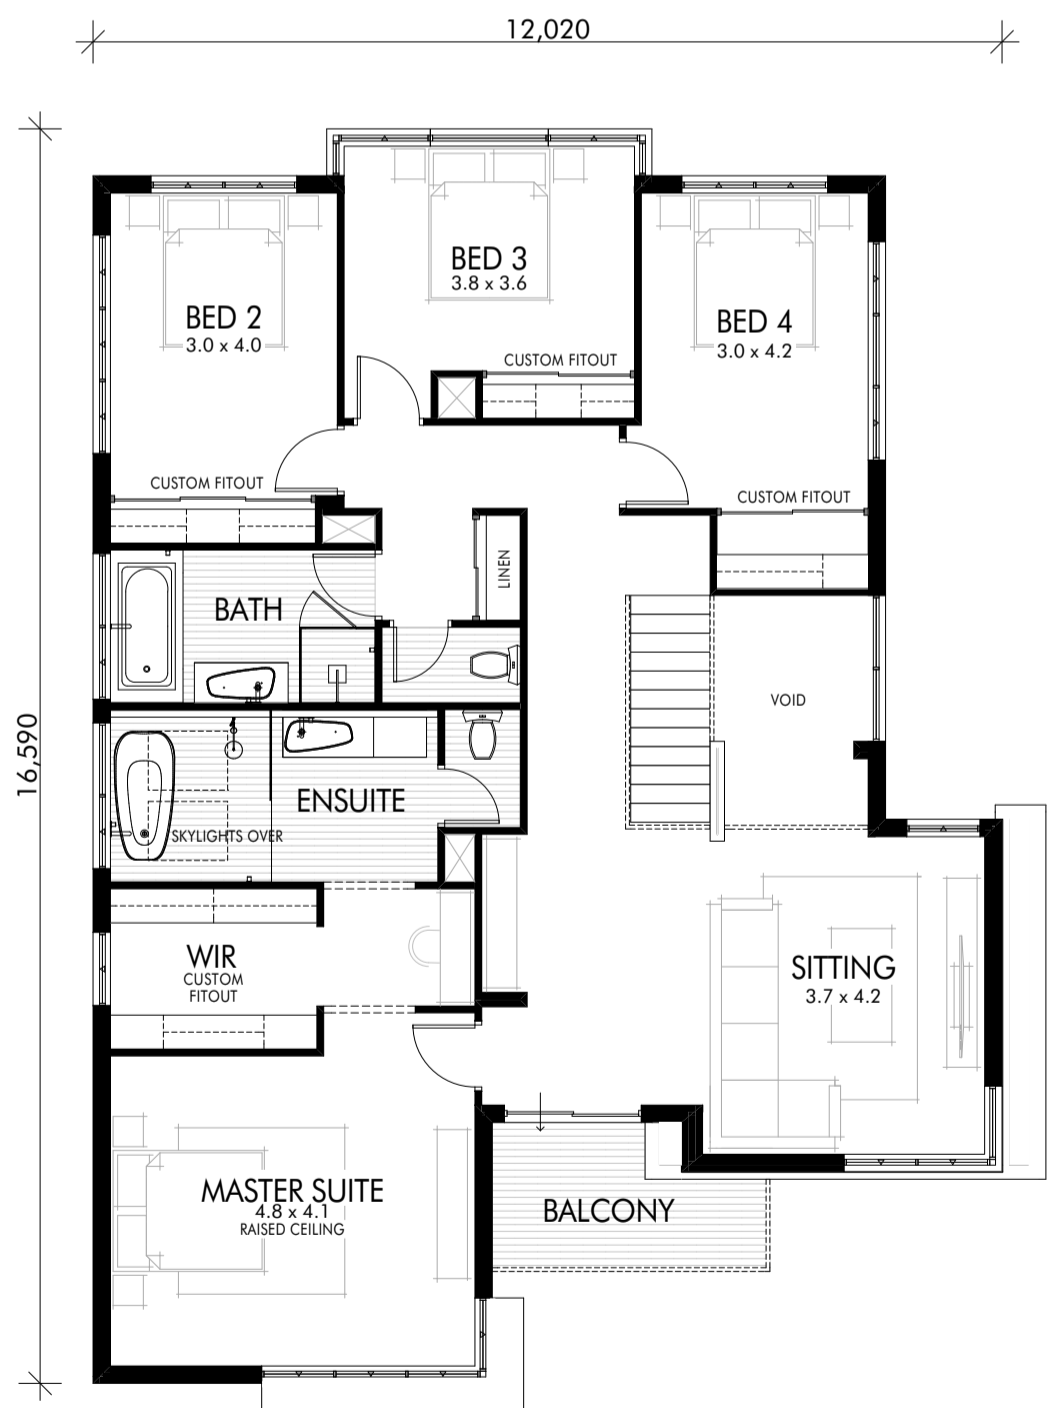 12,020
16,590
BED 3
3.8 x 3.6
CUSTOM FITOUT
BED 2
3.0 x 4.0
CUSTOM FITOUT
BED 4
3.0 x 4.2
CUSTOM FITOUT
LINEN
BATH
VOID
ENSUITE
SKYLIGHTS OVER
WIR
CUSTOM
FITOUT
SITTING
3.7 x 4.2
MASTER SUITE
4.8 x 4.1
RAISED CEILING
BALCONY